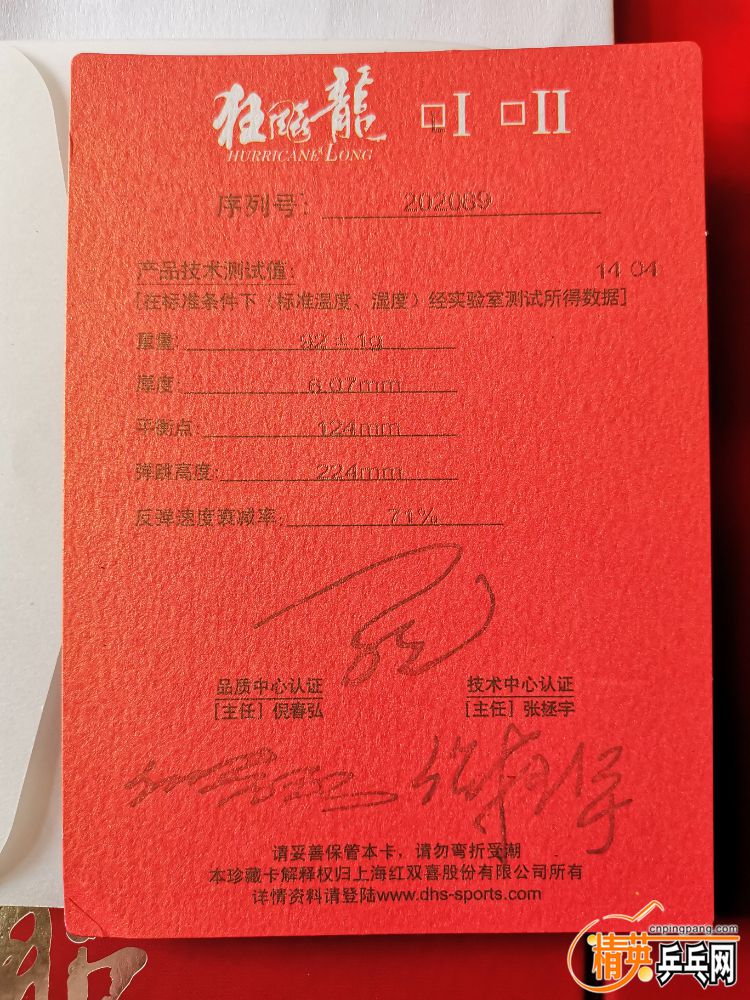 狂飚龍 □I □II
HURRICANE LONG
序列号: 202089
产品技术测试值: 14 04
[在标准条件下（标准温度、湿度）经实验室测试所得数据]
重量: 92±1g
厚度: 6.07mm
平衡点: 124mm
弹跳高度: 224mm
反弹速度衰减率: 71%
品质中心认证 技术中心认证
[主任] 倪春弘 [主任] 张拯宇
请妥善保管本卡，请勿弯折受潮
本珍藏卡解释权归上海红双喜股份有限公司所有
详情资料请登陆www.dhs-sports.com
cnpingpang.com
精英乒乓网